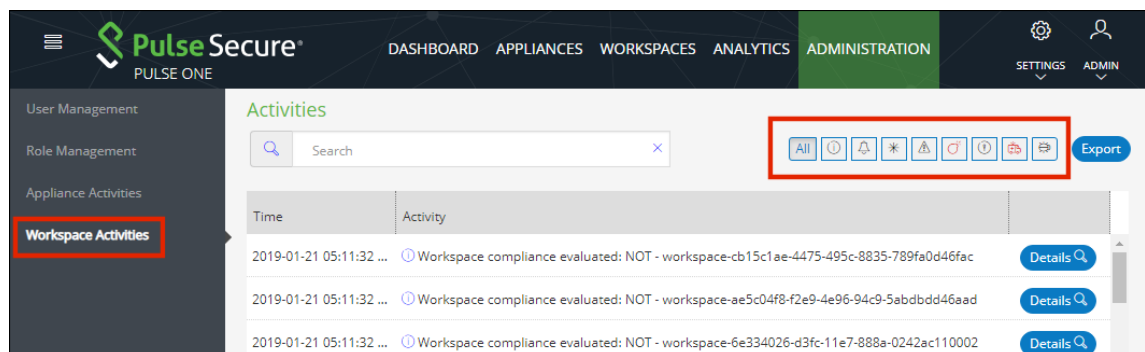 Pulse Secure®
PULSE ONE
DASHBOARD APPLIANCES WORKSPACES ANALYTICS ADMINISTRATION
SETTINGS ADMIN
User Management
Role Management
Appliance Activities
Workspace Activities
Activities
Search
All
Export
Time Activity
2019-01-21 05:11:32 ... Workspace compliance evaluated: NOT - workspace-cb15c1ae-4475-495c-8835-789fa0d46fac Details
2019-01-21 05:11:32 ... Workspace compliance evaluated: NOT - workspace-ae5c04f8-f2e9-4e96-94c9-5abdbdd46aad Details
2019-01-21 05:11:32 ... Workspace compliance evaluated: NOT - workspace-6e334026-d3fc-11e7-888a-0242ac110002 Details